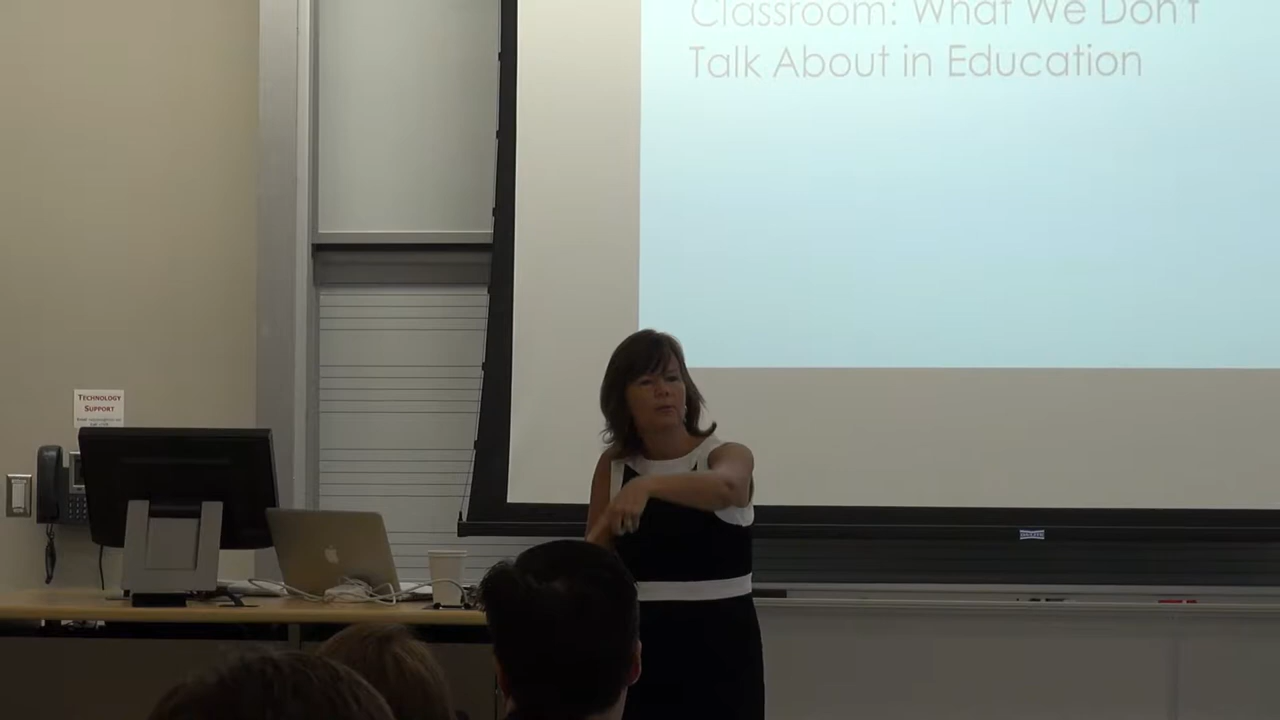 Classroom: What We Don't
Talk About in Education
TECHNOLOGY
SUPPORT